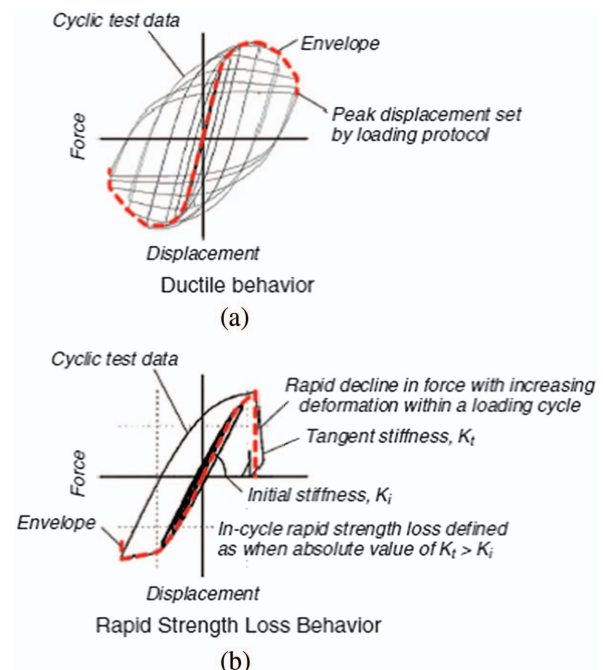 Cyclic test data
Envelope
Peak displacement set
by loading protocol
Force
Displacement
Ductile behavior
(a)
Cyclic test data
Rapid decline in force with increasing
deformation within a loading cycle
Tangent stiffness, Kt
Force
Initial stiffness, Ki
Envelope
In-cycle rapid strength loss defined
as when absolute value of Kt > Ki
Displacement
Rapid Strength Loss Behavior
(b)